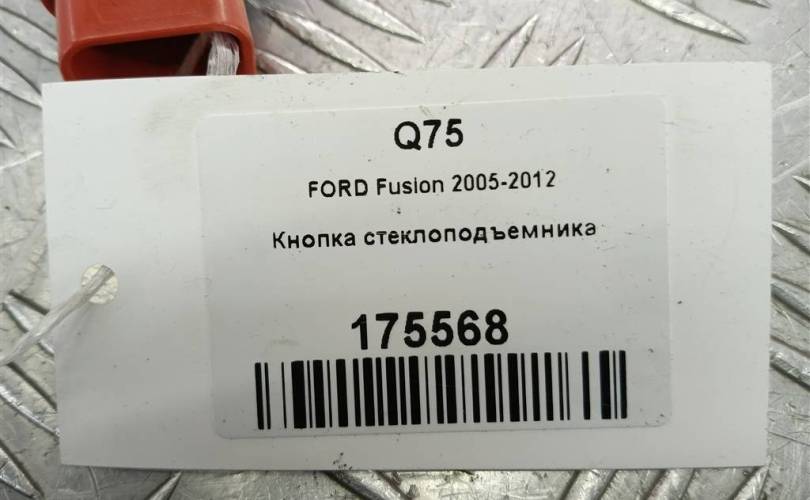 Q75
FORD Fusion 2005-2012
Кнопка стеклоподъемника
175568